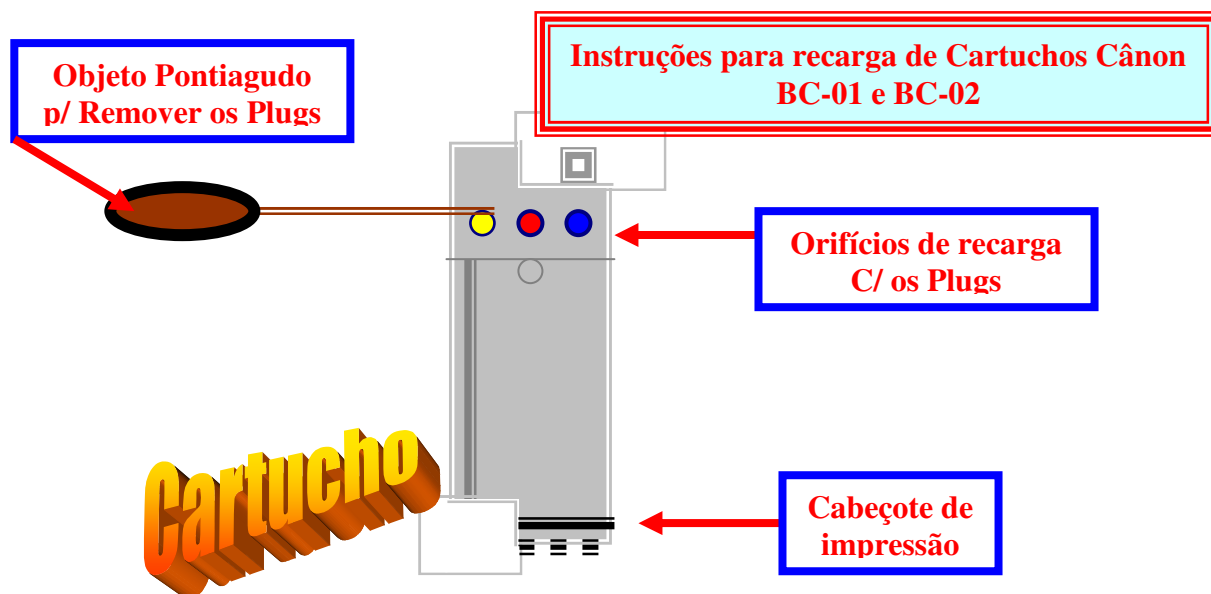 Instruções para recarga de Cartuchos Cânon
BC-01 e BC-02
Objeto Pontiagudo
p/ Remover os Plugs
Orifícios de recarga
C/ os Plugs
Cartucho
Cabeçote de
impressão